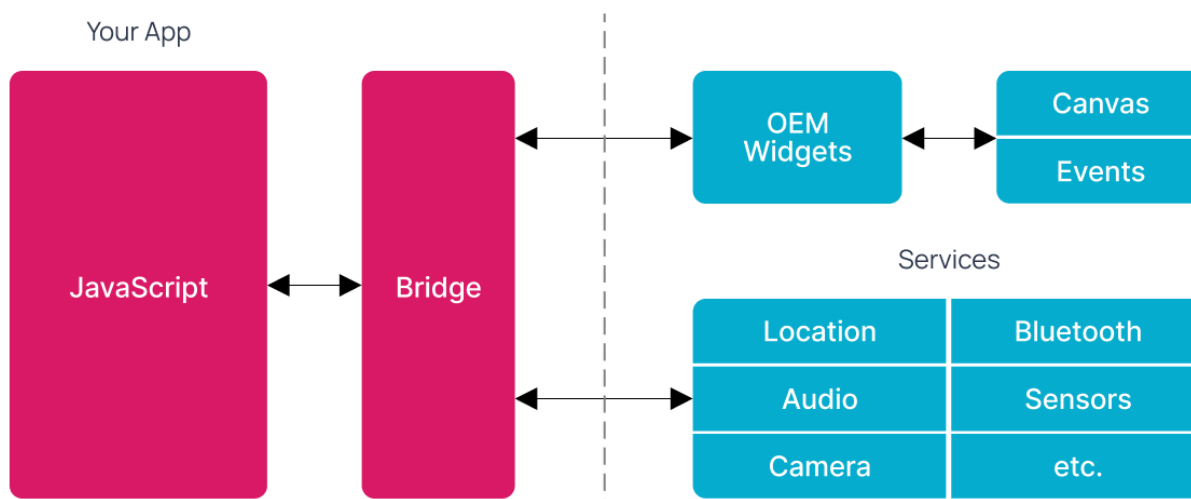 Your App
JavaScript
Bridge
OEM
Widgets
Canvas
Events
Services
Location
Bluetooth
Audio
Sensors
Camera
etc.